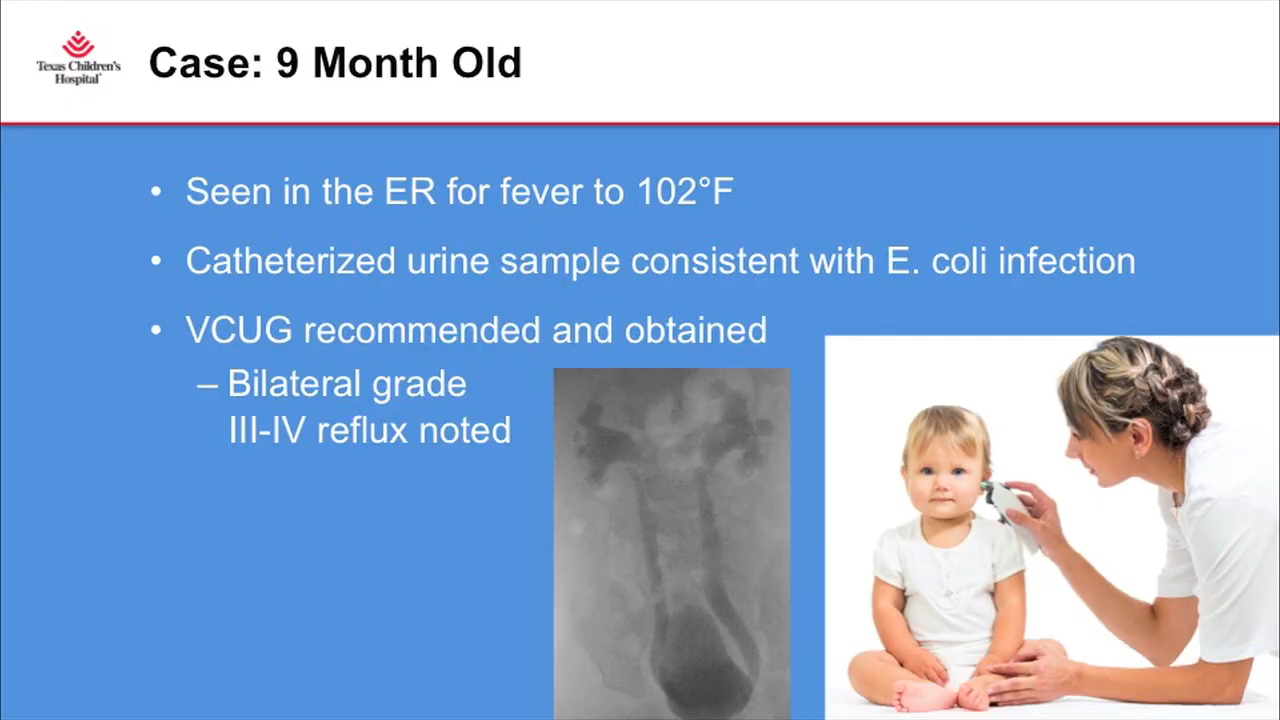 Texas Children's
Hospital
Case: 9 Month Old
• Seen in the ER for fever to 102°F
• Catheterized urine sample consistent with E. coli infection
• VCUG recommended and obtained
– Bilateral grade
III-IV reflux noted